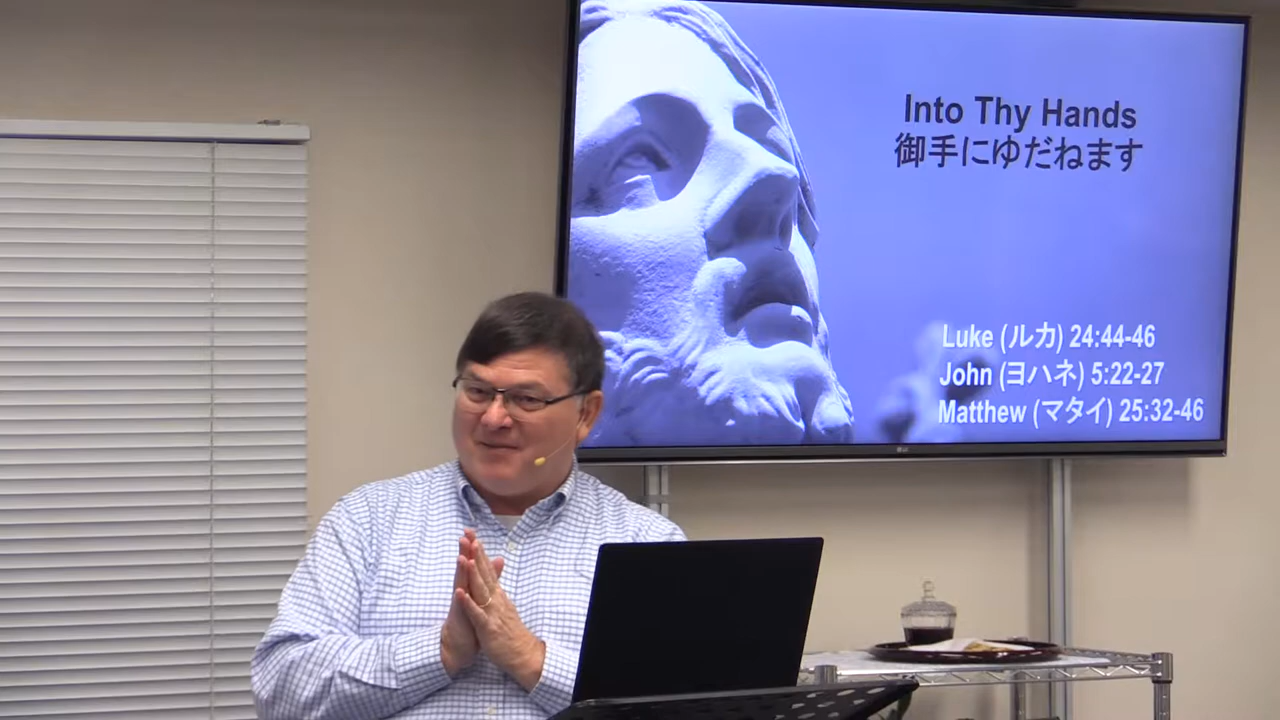 Into Thy Hands
御手にゆだねます
Luke (ルカ) 24:44-46
John (ヨハネ) 5:22-27
Matthew (マタイ) 25:32-46
LG